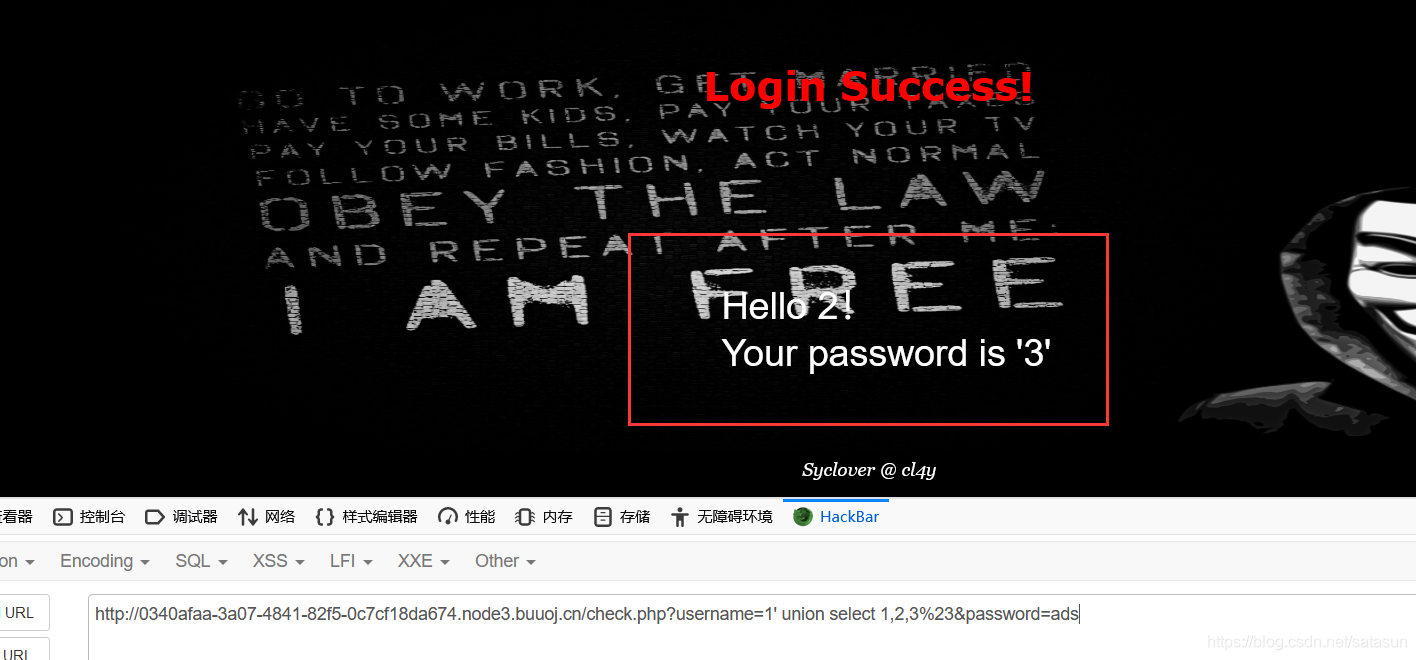 Login Success!
GO TO WORK, GET MARRIED
HAVE SOME KIDS, PAY YOUR TAXES
PAY YOUR BILLS, WATCH YOUR TV
FOLLOW FASHION, ACT NORMAL
OBEY THE LAW
AND REPEAT AFTER ME:
I AM FREE
Hello 2!
Your password is '3'
Syclover @ cl4y
看器 控制台 调试器 网络 样式编辑器 性能 内存 存储 无障碍环境 HackBar
on Encoding SQL XSS LFI XXE Other
URL
http://0340afaa-3a07-4841-82f5-0c7cf18da674.node3.buuoj.cn/check.php?username=1' union select 1,2,3%23&password=ads
URL
https://blog.csdn.net/satasun